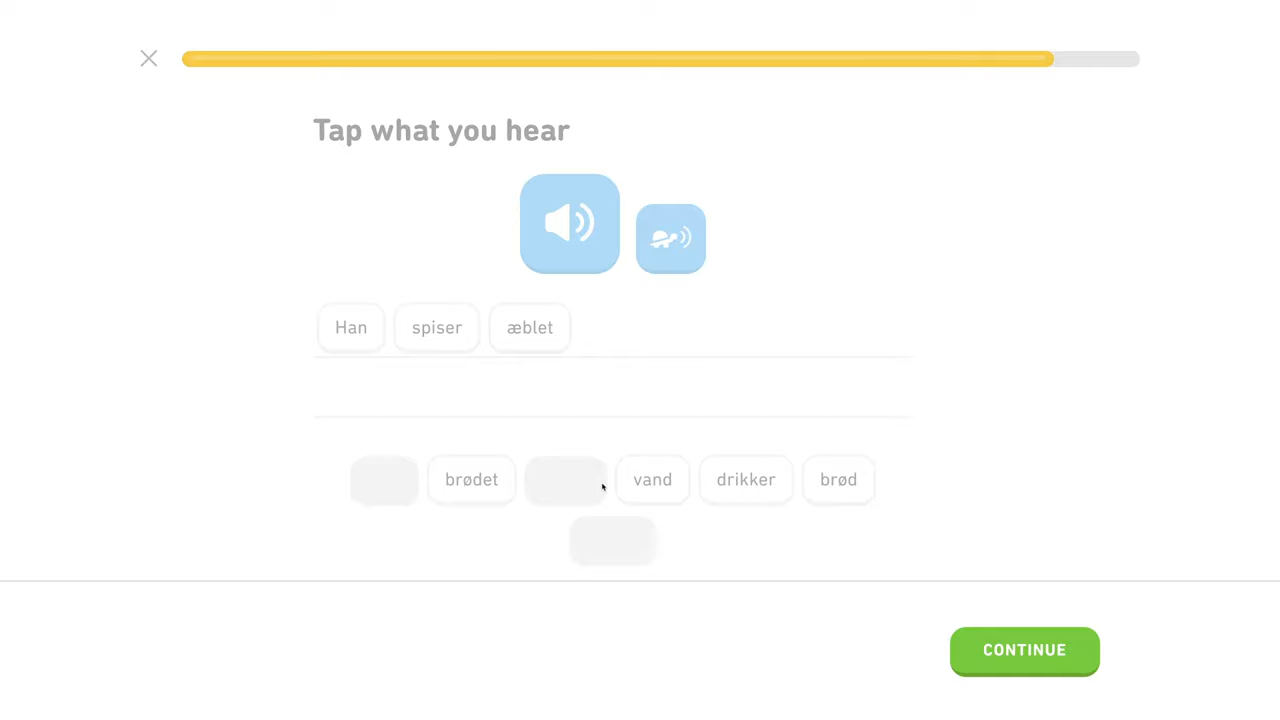 Tap what you hear
Han spiser æblet
brødet vand drikker brød
CONTINUE